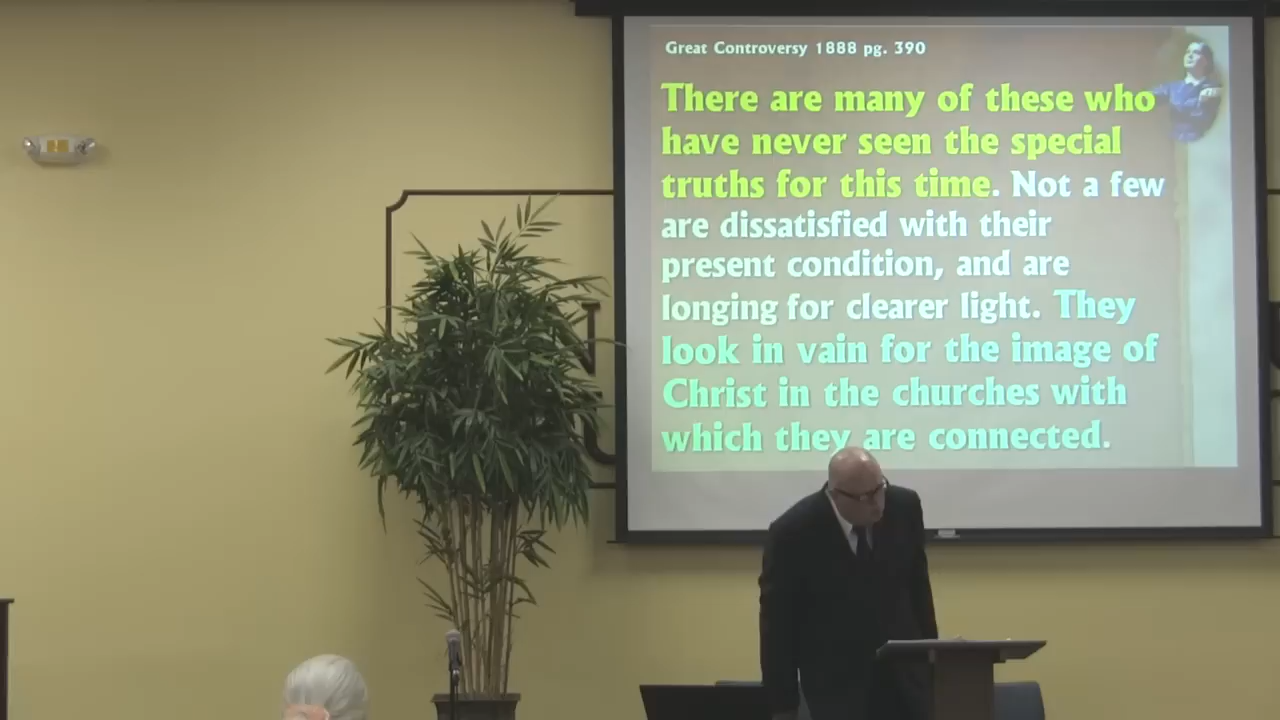 Great Controversy 1888 pg. 390
There are many of these who
have never seen the special
truths for this time. Not a few
are dissatisfied with their
present condition, and are
longing for clearer light. They
look in vain for the image of
Christ in the churches with
which they are connected.